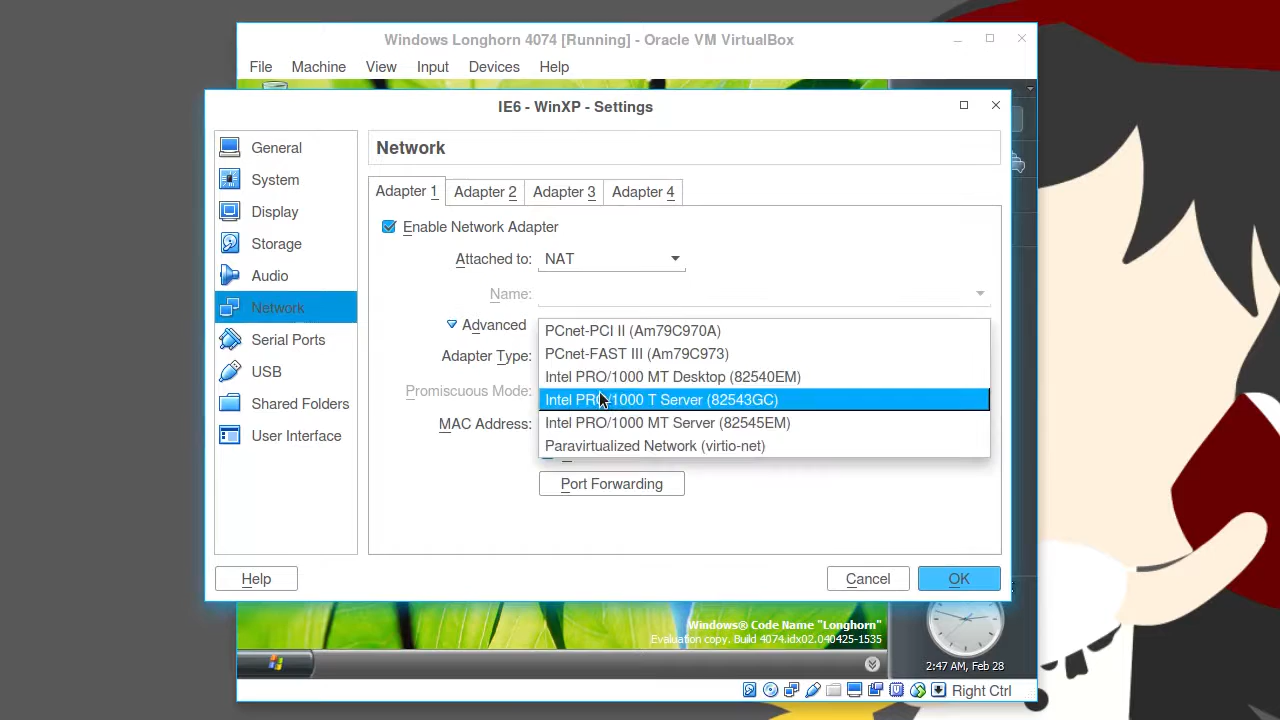 Windows Longhorn 4074 [Running] - Oracle VM VirtualBox
File Machine View Input Devices Help
IE6 - WinXP - Settings
General
System
Display
Storage
Audio
Network
Serial Ports
USB
Shared Folders
User Interface
Network
Adapter 1 Adapter 2 Adapter 3 Adapter 4
Enable Network Adapter
Attached to: NAT
Name:
Advanced
Adapter Type:
Promiscuous Mode:
MAC Address:
PCnet-PCI II (Am79C970A)
PCnet-FAST III (Am79C973)
Intel PRO/1000 MT Desktop (82540EM)
Intel PRO/1000 T Server (82543GC)
Intel PRO/1000 MT Server (82545EM)
Paravirtualized Network (virtio-net)
Port Forwarding
Help Cancel OK
Windows® Code Name "Longhorn"
Evaluation copy. Build 4074.idx02.040425-1535
2:47 AM, Feb 28
Right Ctrl